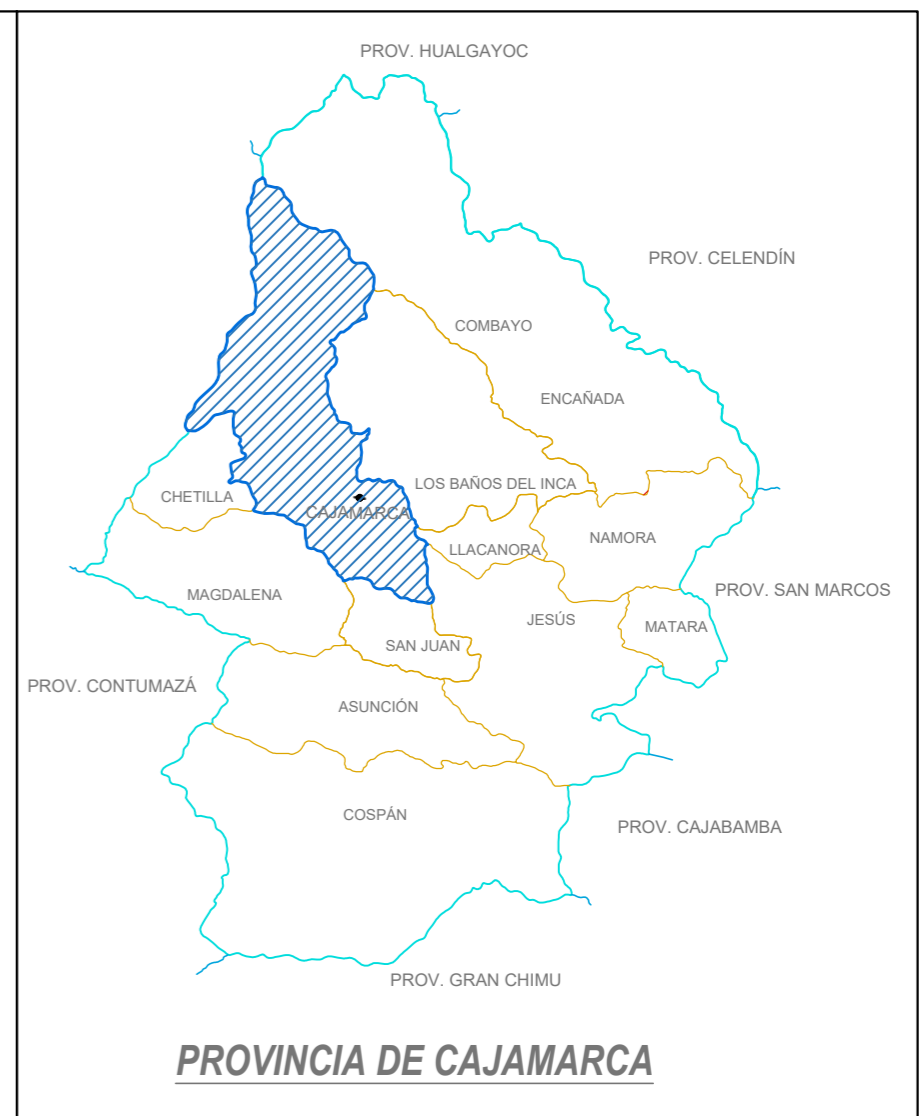 PROV. HUALGAYOC
PROV. CELENDÍN
COMBAYO
ENCAÑADA
LOS BAÑOS DEL INCA
CHETILLA
CAJAMARCA
NAMORA
LLACANORA
PROV. SAN MARCOS
MAGDALENA
JESÚS
MATARA
SAN JUAN
PROV. CONTUMAZÁ
ASUNCIÓN
COSPÁN
PROV. CAJABAMBA
PROV. GRAN CHIMU
PROVINCIA DE CAJAMARCA